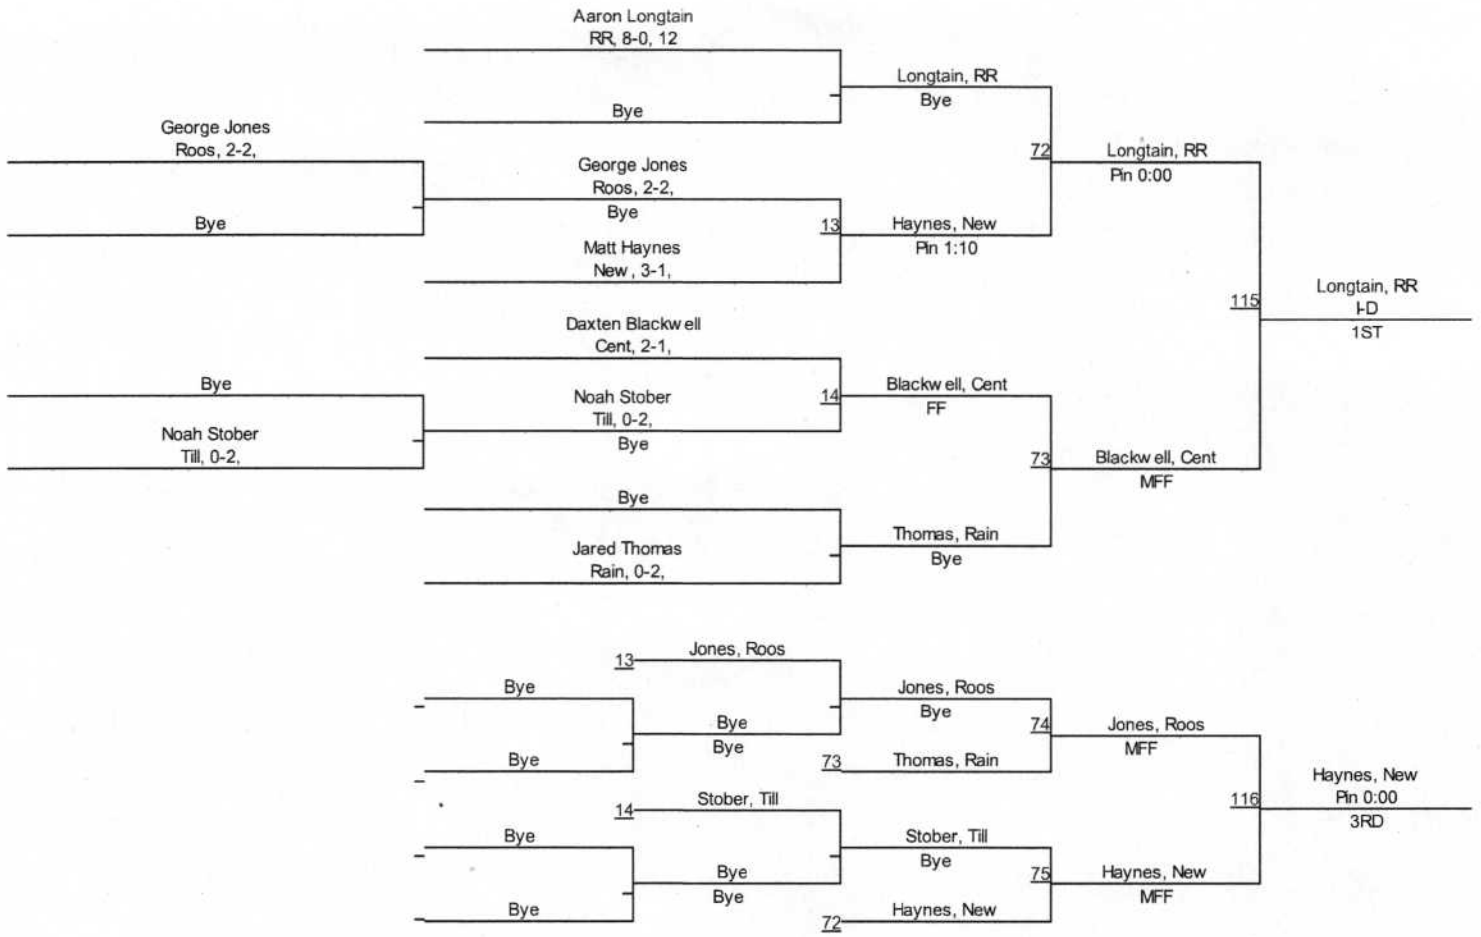 Aaron Longtain
RR, 8-0, 12
Longtain, RR
Bye
Bye
George Jones
Roos, 2-2,
72
Longtain, RR
Pin 0:00
George Jones
Roos, 2-2,
Bye
Bye
13
Haynes, New
Pin 1:10
Matt Haynes
New , 3-1,
Longtain, RR
I-D
1ST
115
Daxten Blackwell
Cent, 2-1,
Bye
Blackwell, Cent
FF
Noah Stober
Till, 0-2,
Bye
14
Noah Stober
Till, 0-2,
73
Blackwell, Cent
MFF
Bye
Thomas, Rain
Bye
Jared Thomas
Rain, 0-2,
13
Jones, Roos
Bye
Jones, Roos
Bye
Bye
Bye
74
Jones, Roos
MFF
Bye
73
Thomas, Rain
Haynes, New
Pin 0:00
3RD
116
14
Stober, Till
Bye
Stober, Till
Bye
Bye
Bye
75
Haynes, New
MFF
Bye
72
Haynes, New